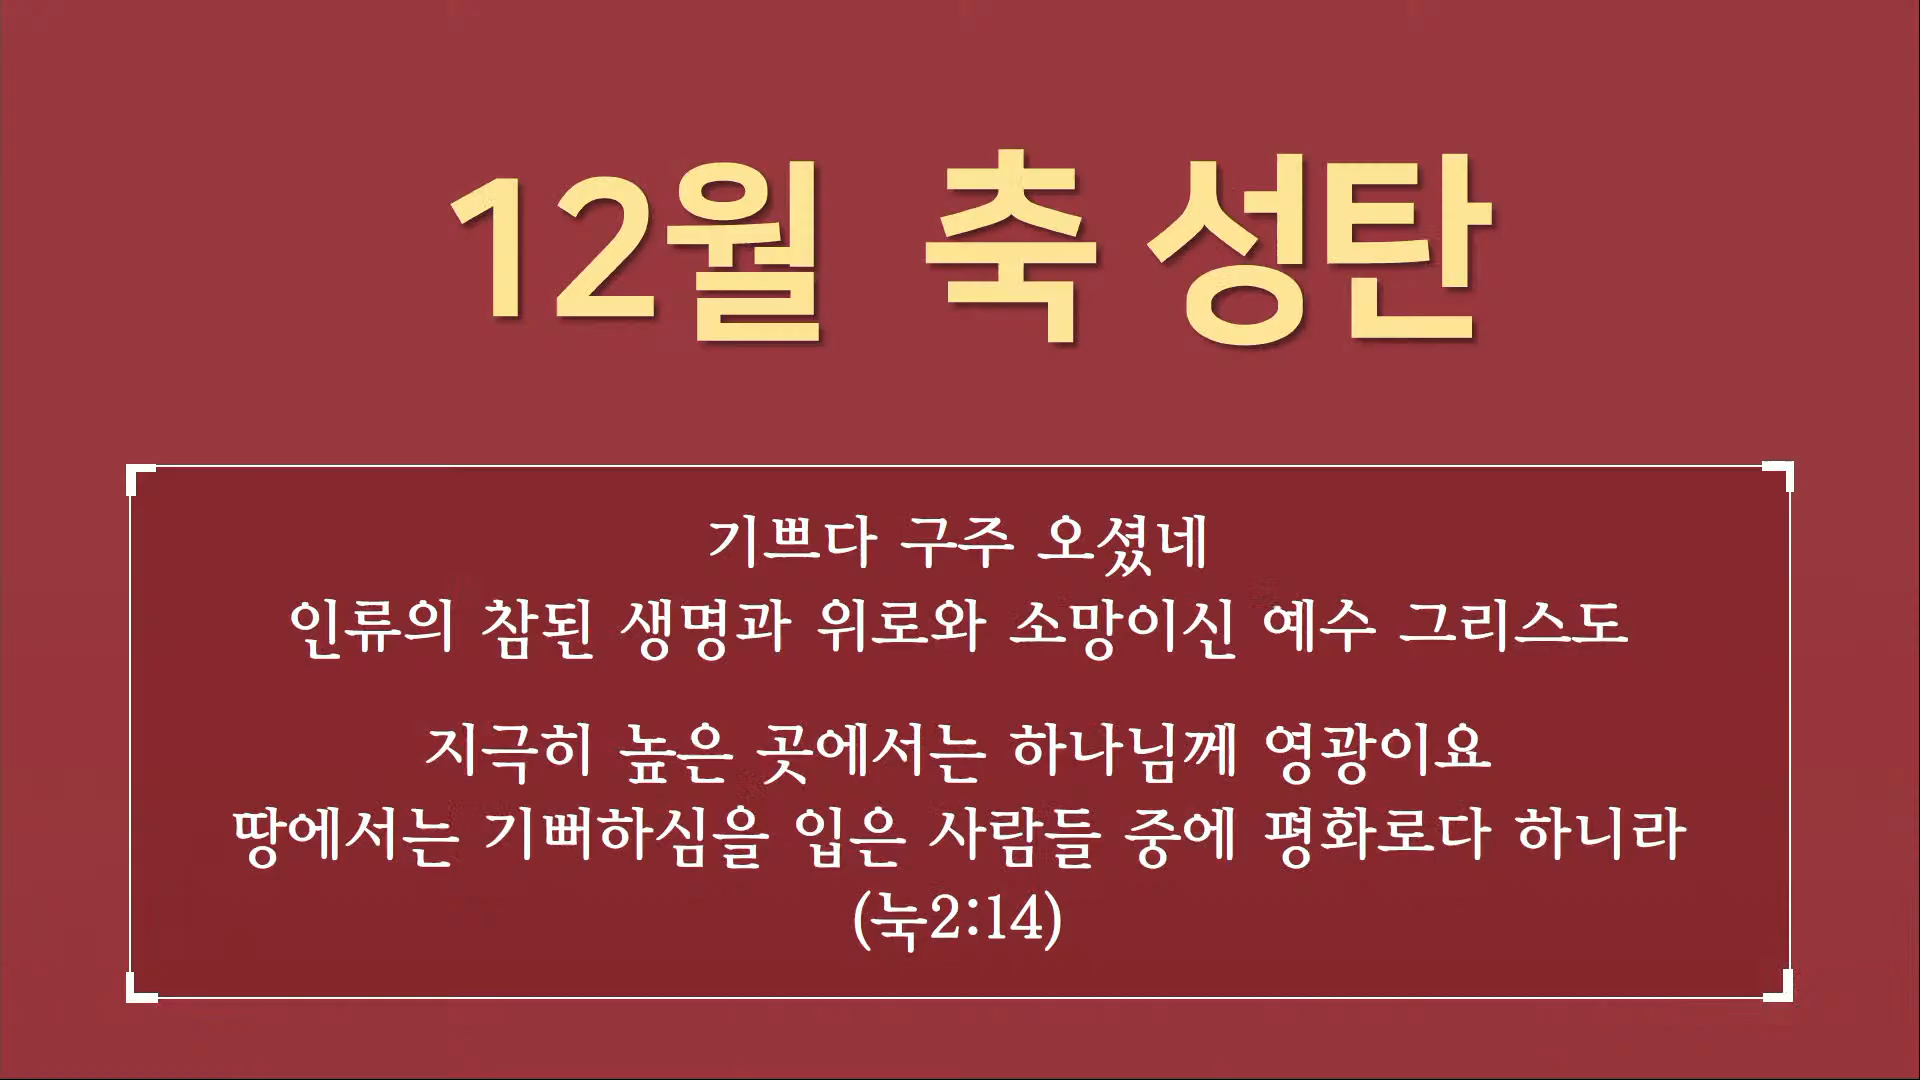 12월 축 성탄
기쁘다 구주 오셨네
인류의 참된 생명과 위로와 소망이신 예수 그리스도
지극히 높은 곳에서는 하나님께 영광이요
땅에서는 기뻐하심을 입은 사람들 중에 평화로다 하니라
(눅2:14)